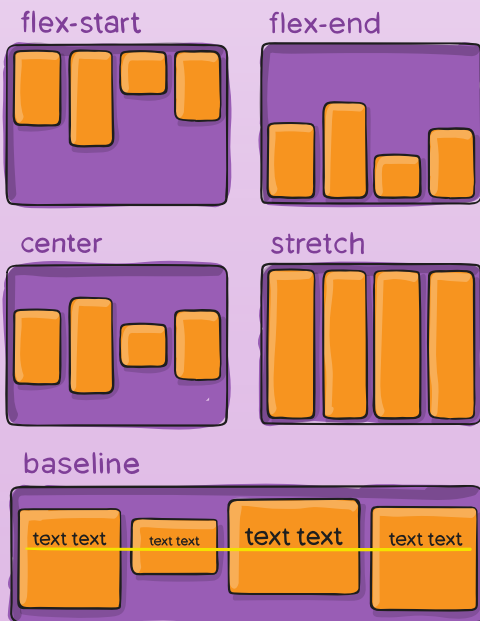 flex-start
flex-end
center
stretch
baseline
text text
text text
text text
text text